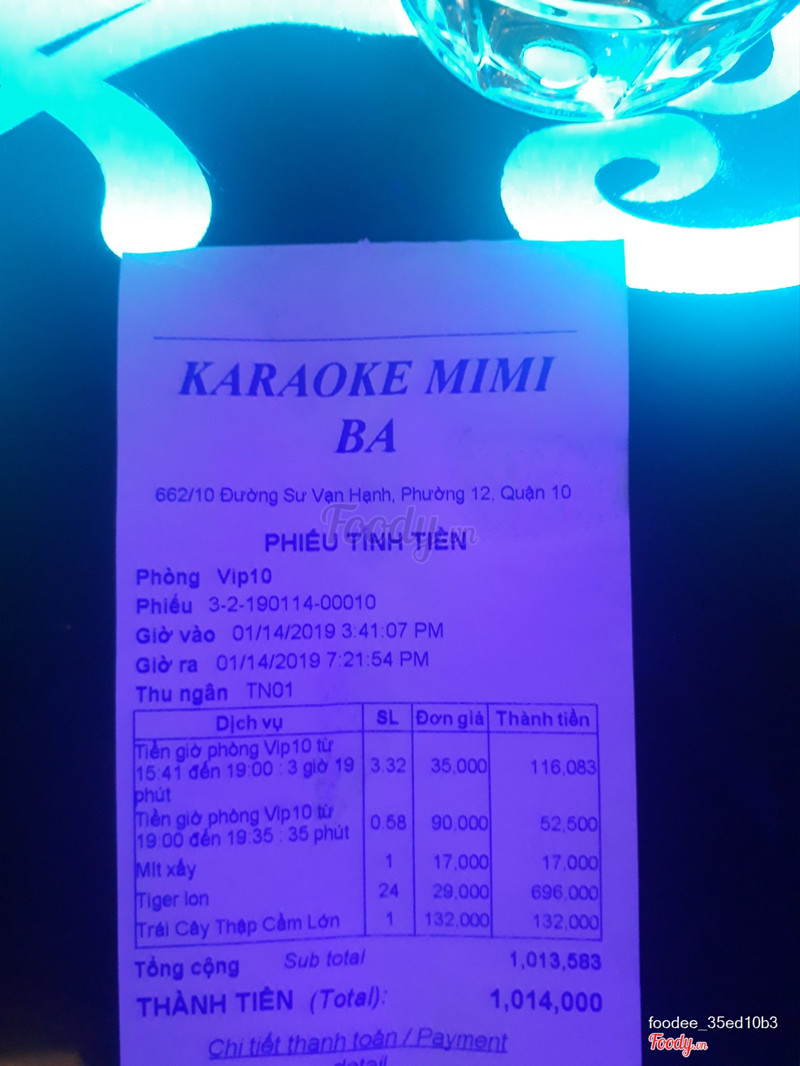 KARAOKE MIMI
BA
662/10 Đường Sư Vạn Hạnh, Phường 12, Quận 10
Foody.vn
PHIẾU TÍNH TIỀN
Phòng Vip10
Phiếu 3-2-190114-00010
Giờ vào 01/14/2019 3:41:07 PM
Giờ ra 01/14/2019 7:21:54 PM
Thu ngân TN01
Dịch vụ SL Đơn giá Thành tiền
Tiền giờ phòng Vip10 từ
15:41 đến 19:00 : 3 giờ 19 3.32 35,000 116,083
phút
Tiền giờ phòng Vip10 từ
19:00 đến 19:35 : 35 phút 0.58 90,000 52,500
Mít xấy 1 17,000 17,000
Tiger lon 24 29,000 696,000
Trái Cây Thập Cẩm Lớn 1 132,000 132,000
Tổng cộng Sub total 1,013,583
THÀNH TIỀN (Total): 1,014,000
Chi tiết thanh toán / Payment
detail
foodee_35ed10b3
Foody.vn